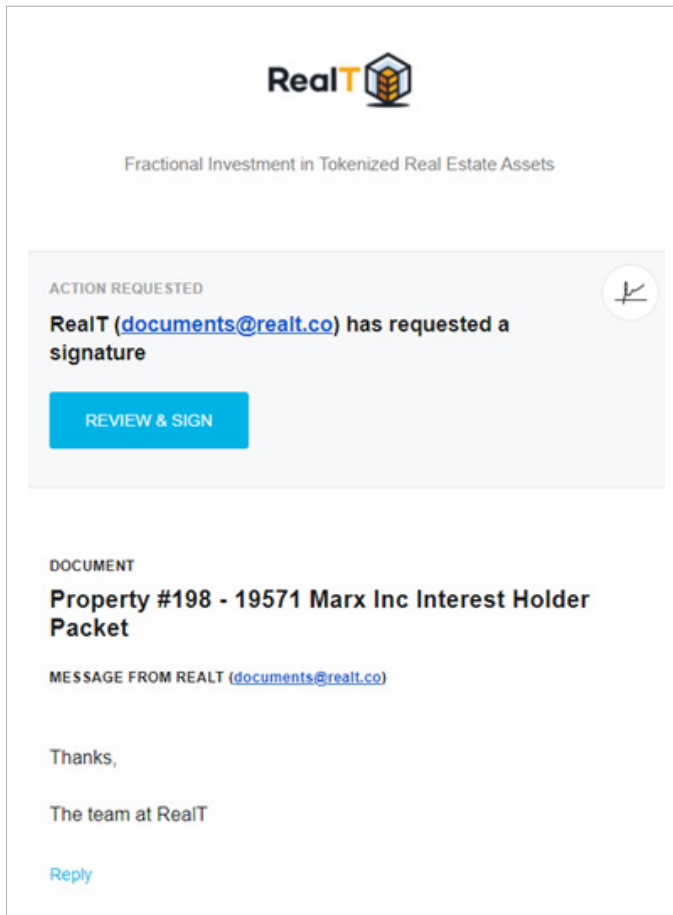 RealT
Fractional Investment in Tokenized Real Estate Assets
ACTION REQUESTED
RealT (documents@realt.co) has requested a
signature
REVIEW & SIGN
DOCUMENT
Property #198 - 19571 Marx Inc Interest Holder
Packet
MESSAGE FROM REALT (documents@realt.co)
Thanks,
The team at RealT
Reply